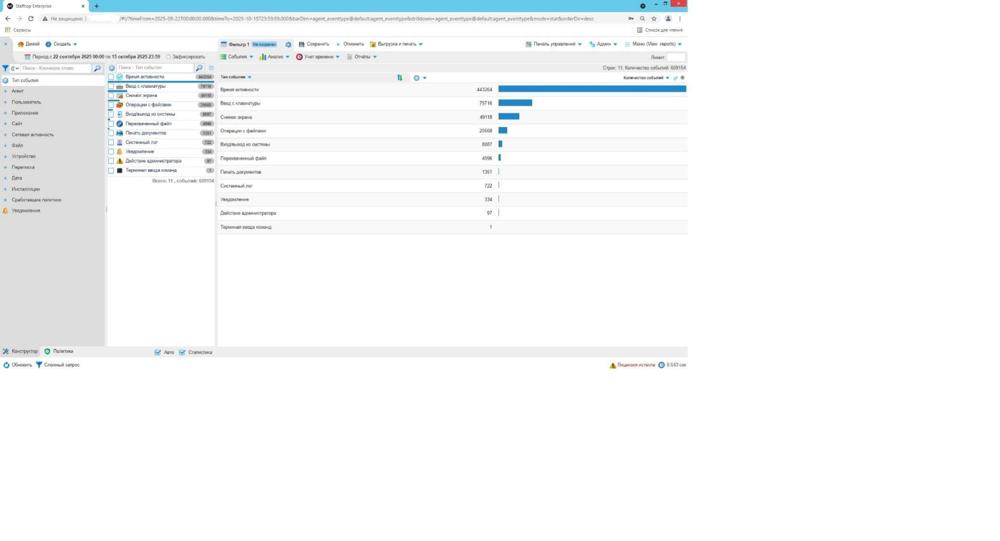 Staffcop Enterprise
Не защищено /#!/?timeFrom=2025-09-22T00:00:00.000&timeTo=2025-10-15T23:59:59.000&barDim=agent_eventtype@default:agent_eventtype&drilldown=agent_eventtype@default:agent_eventtype&mode=stat&orderDir=desc
Сервисы Список для чтения
Домой Создать Фильтр 1 Не сохранен Сохранить Отменить Выгрузка и печать Панель управления Админ Меню (View reports)
Период с 22 сентября 2025 00:00 по 15 октября 2025 23:59 Зафиксировать События Анализ Учет времени Отчёты Лимит:
@ Поиск - Ключевое слово
Тип события
+ Агент
+ Пользователь
+ Приложение
+ Сайт
+ Сетевая активность
+ Файл
+ Устройство
+ Переписка
+ Дата
+ Инсталляции
+ Сработавшие политики
Уведомления
Поиск - Тип события
Время активности 443264
Ввод с клавиатуры 79716
Снимок экрана 49118
Операции с файлами 20668
Вход/выход из системы 8887
Перехваченный файл 4996
Печать документов 1351
Системный лог 722
Уведомление 334
Действие администратора 97
Терминал ввода команд 1
Всего: 11 , событий: 609154
Строк: 11, Количество событий: 609154
Тип события Количество событий 1
Время активности 443264
Ввод с клавиатуры 79716
Снимок экрана 49118
Операции с файлами 20668
Вход/выход из системы 8887
Перехваченный файл 4996
Печать документов 1351
Системный лог 722
Уведомление 334
Действие администратора 97
Терминал ввода команд 1
Конструктор Политики Авто Статистика
Обновить Сложный запрос Лицензия истекла 0.643 сек